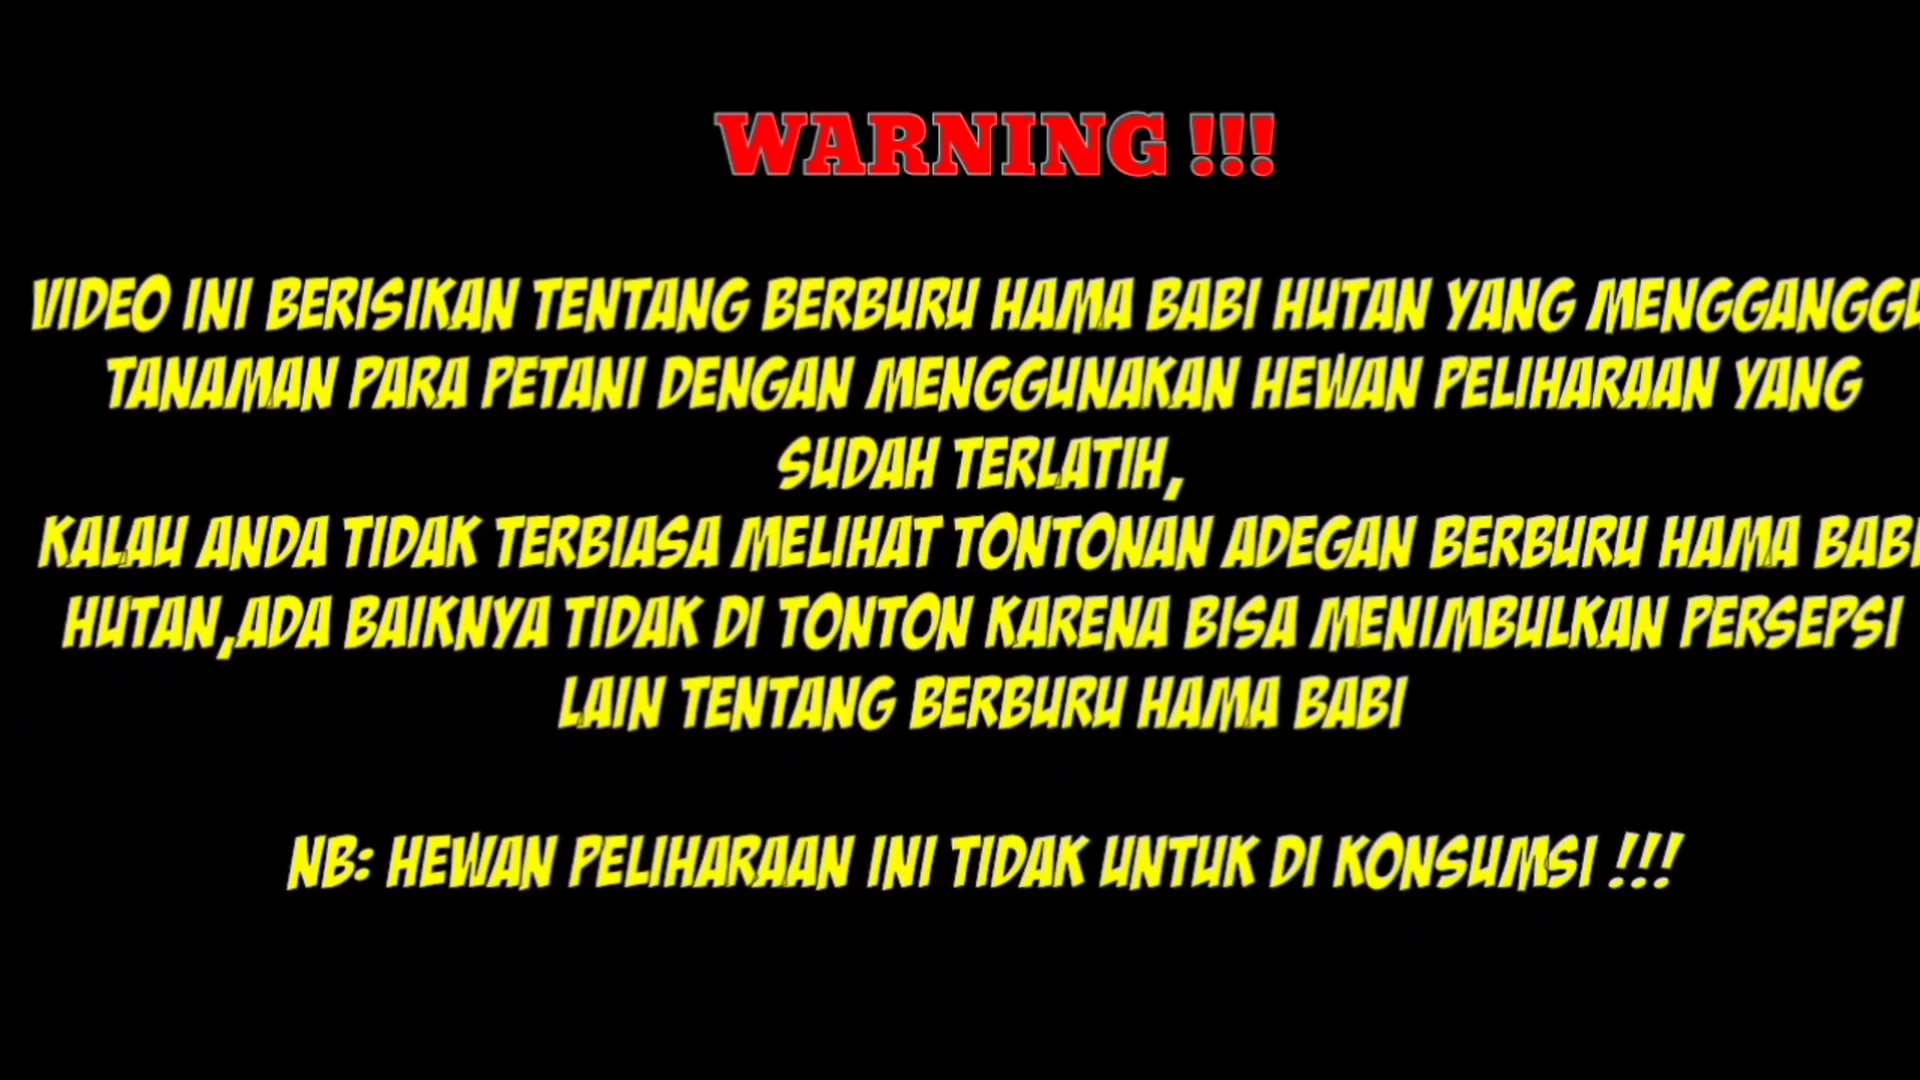 WARNING !!!
VIDEO INI BERISIKAN TENTANG BERBURU HAMA BABI HUTAN YANG MENGGANGGU
TANAMAN PARA PETANI DENGAN MENGGUNAKAN HEWAN PELIHARAAN YANG
SUDAH TERLATIH,
KALAU ANDA TIDAK TERBIASA MELIHAT TONTONAN ADEGAN BERBURU HAMA BABI
HUTAN,ADA BAIKNYA TIDAK DI TONTON KARENA BISA MENIMBULKAN PERSEPSI
LAIN TENTANG BERBURU HAMA BABI
NB: HEWAN PELIHARAAN INI TIDAK UNTUK DI KONSUMSI !!!